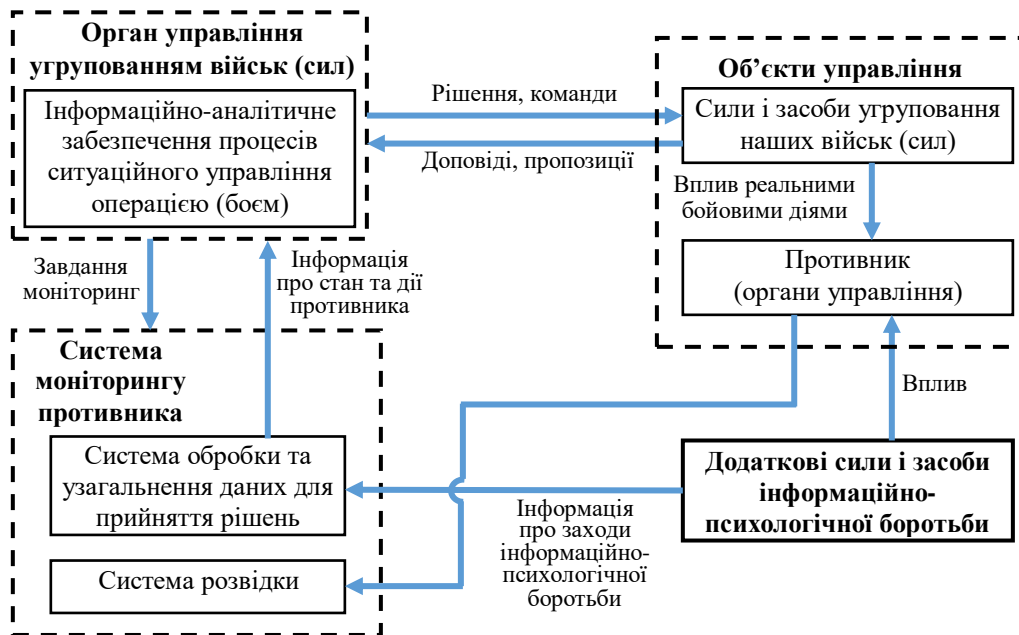 Орган управління
угрупованням військ (сил)
Інформаційно-аналітичне
забезпечення процесів
ситуаційного управління
операцією (боєм)
Рішення, команди
Доповіді, пропозиції
Об’єкти управління
Сили і засоби угруповання
наших військ (сил)
Вплив реальними
бойовими діями
Противник
(органи управління)
Завдання
моніторинг
Інформація
про стан та дії
противника
Система
моніторингу
противника
Система обробки та
узагальнення даних для
прийняття рішень
Система розвідки
Вплив
Додаткові сили і засоби
інформаційно-
психологічної боротьби
Інформація
про заходи
інформаційно-
психологічної
боротьби